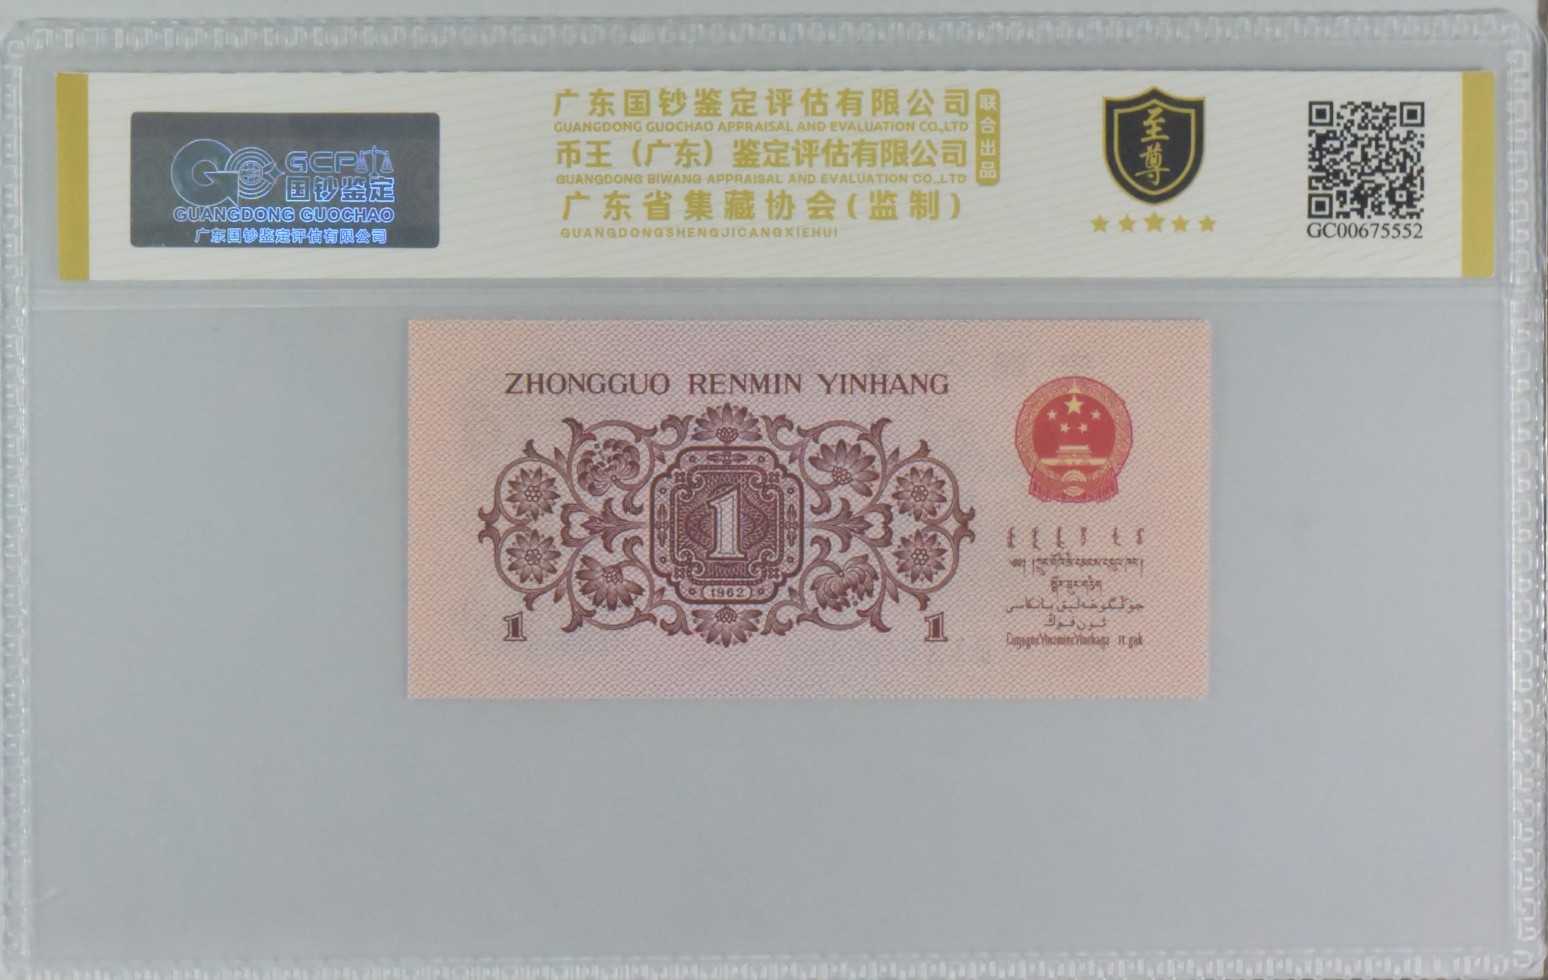 GCP
国钞鉴定
GUANGDONG GUOCHAO
广东国钞鉴定评估有限公司
广东国钞鉴定评估有限公司
GUANGDONG GUOCHAO APPRAISAL AND EVALUATION CO.,LTD
币王（广东）鉴定评估有限公司
GUANGDONG BIWANG APPRAISAL AND EVALUATION CO.,LTD
联合出品
广东省集藏协会(监制)
GUANGDONGSHENGJICANGXIEHUI
至尊
GC00675552
ZHONGGUO RENMIN YINHANG
1
1962
1
1